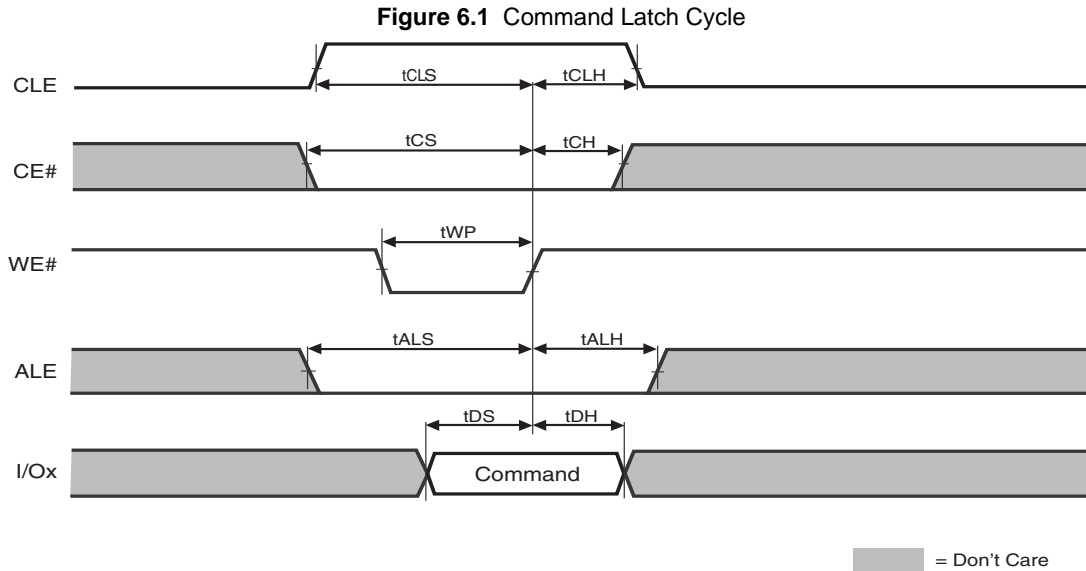 Figure 6.1 Command Latch Cycle
CLE
tCLS
tCLH
CE#
tCS
tCH
WE#
tWP
ALE
tALS
tALH
I/Ox
tDS
tDH
Command
= Don't Care